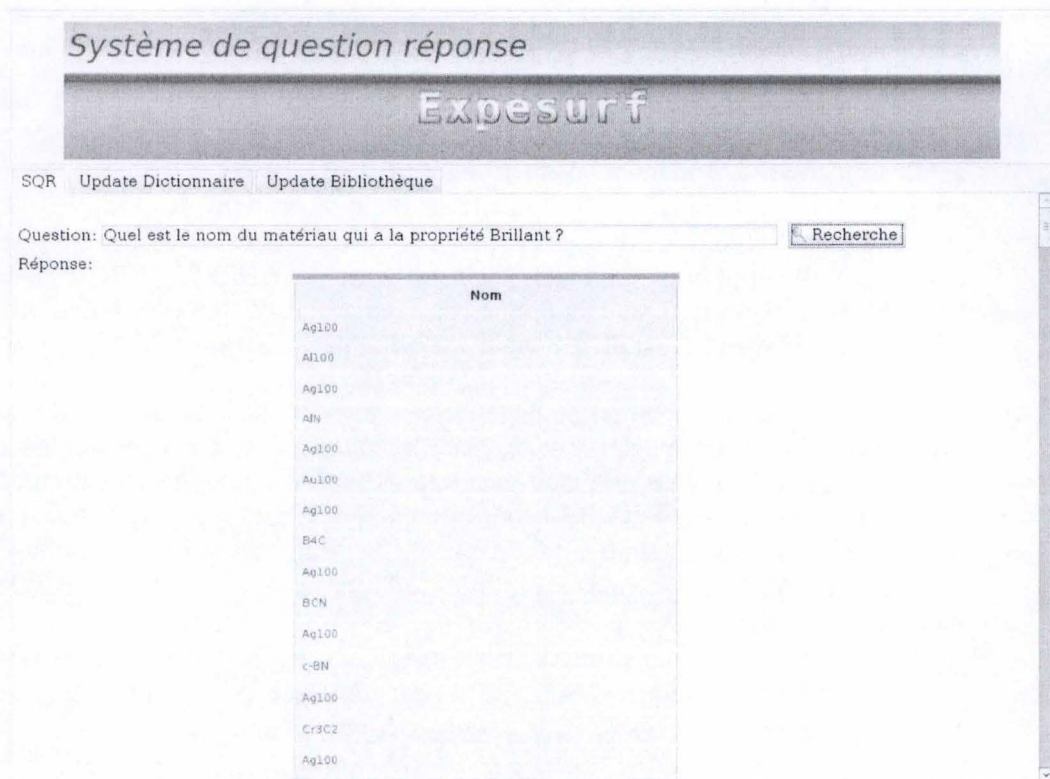 Système de question réponse
Expesurf
SQR Update Dictionnaire Update Bibliothèque
Question: Quel est le nom du matériau qui a la propriété Brillant ? Recherche
Réponse:
Nom
Ag100
Al100
Ag100
AlN
Ag100
Au100
Ag100
B4C
Ag100
BCN
Ag100
c-BN
Ag100
Cr3C2
Ag100